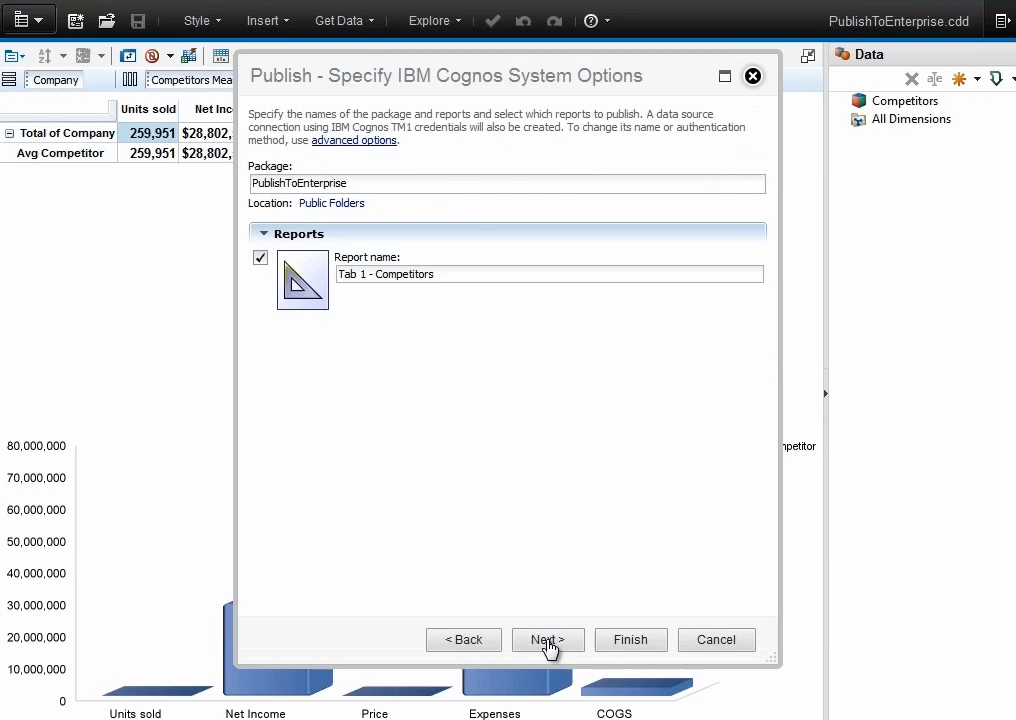 Style Insert Get Data Explore PublishToEnterprise.cdd
Company Competitors Mea
Units sold Net Inco
Total of Company 259,951 $28,802,
Avg Competitor 259,951 $28,802,
Publish - Specify IBM Cognos System Options
Specify the names of the package and reports and select which reports to publish. A data source
connection using IBM Cognos TM1 credentials will also be created. To change its name or authentication
method, use advanced options.
Package:
PublishToEnterprise
Location: Public Folders
Reports
Report name:
Tab 1 - Competitors
< Back Next > Finish Cancel
Data
Competitors
All Dimensions
mpetitor
80,000,000
70,000,000
60,000,000
50,000,000
40,000,000
30,000,000
20,000,000
10,000,000
0
Units sold Net Income Price Expenses COGS